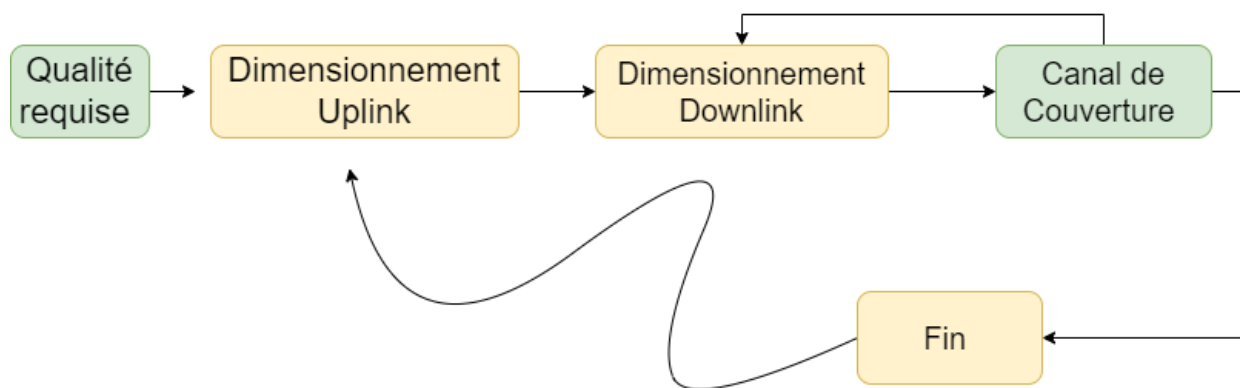 Qualité
requise
Dimensionnement
Uplink
Dimensionnement
Downlink
Canal de
Couverture
Fin